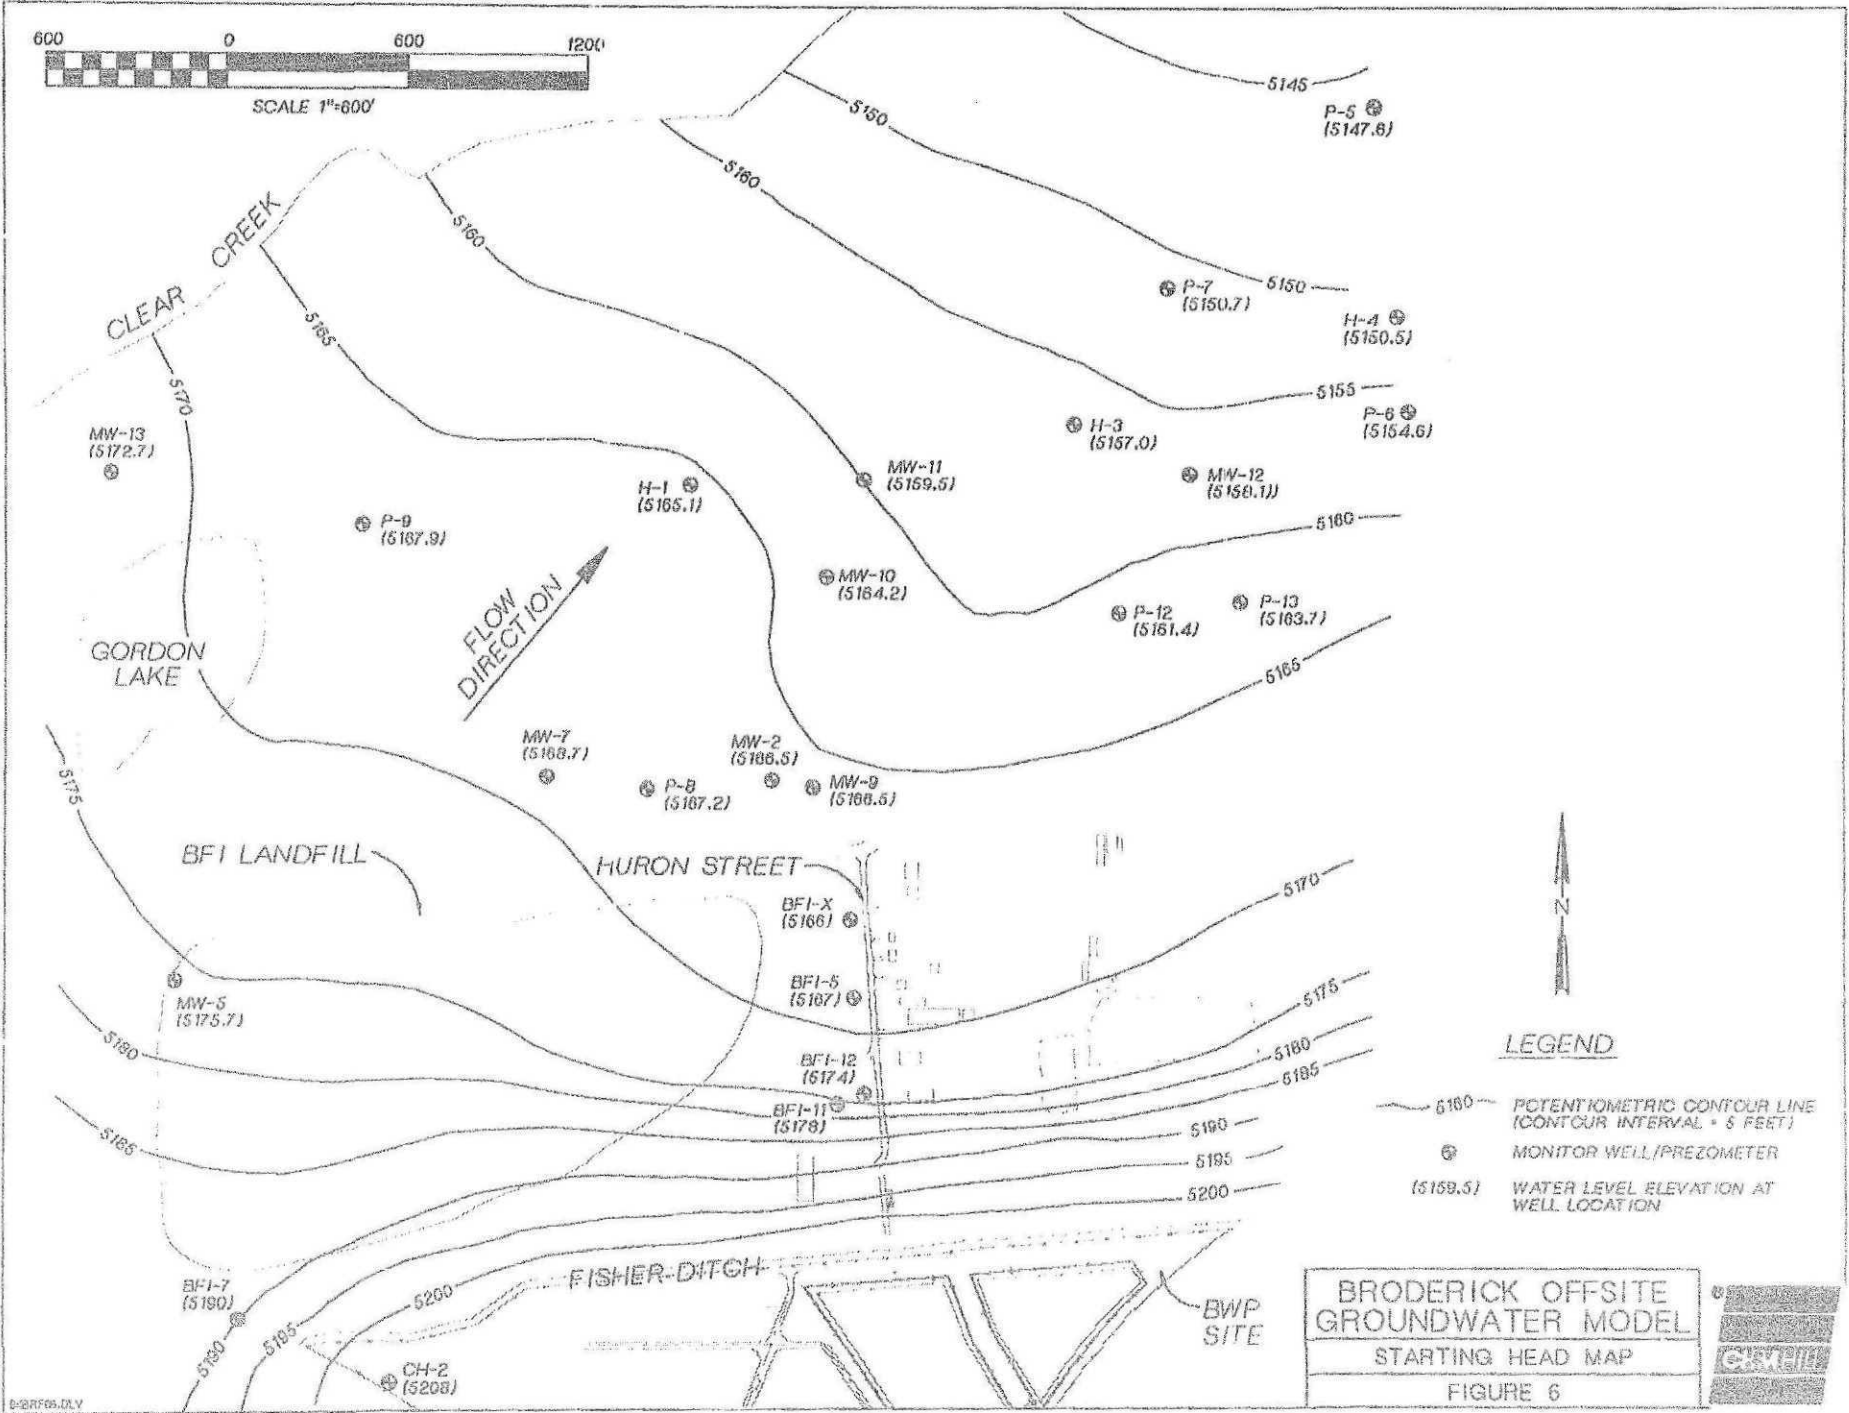 600 0 600 1200
SCALE 1"=600'
CLEAR CREEK
5145
P-5
(5147.6)
5150
5160
5160
P-7
(5150.7)
5150
H-4
(5150.5)
5165
5170
5155
P-6
(5154.6)
MW-13
(5172.7)
H-3
(5157.0)
MW-11
(5159.5)
MW-12
H-1
(5165.1)
P-9
(5167.9)
5160
MW-10
(5164.2)
P-12
(5161.4)
P-13
(5163.7)
FLOW
DIRECTION
GORDON
LAKE
5165
MW-7
(5168.7)
MW-2
(5166.5)
P-8
(5167.2)
MW-9
(5166.5)
5175
BFI LANDFILL
HURON STREET
5170
N
BFI-X
(5166)
BFI-5
(5167)
MW-5
(5175.7)
5175
5180
5180
LEGEND
BFI-12
(5174)
5185
BFI-11
(5178)
5160
POTENTIOMETRIC CONTOUR LINE
(CONTOUR INTERVAL = 5 FEET)
5185
5190
MONITOR WELL/PREZOMETER
5195
(5159.5)
WATER LEVEL ELEVATION AT
WELL LOCATION
5200
FISHER DITCH
BFI-7
(5190)
5200
5195
5190
CH-2
(5208)
BWP
SITE
BRODERICK OFFSITE
GROUNDWATER MODEL
STARTING HEAD MAP
FIGURE 6
CH2M HILL